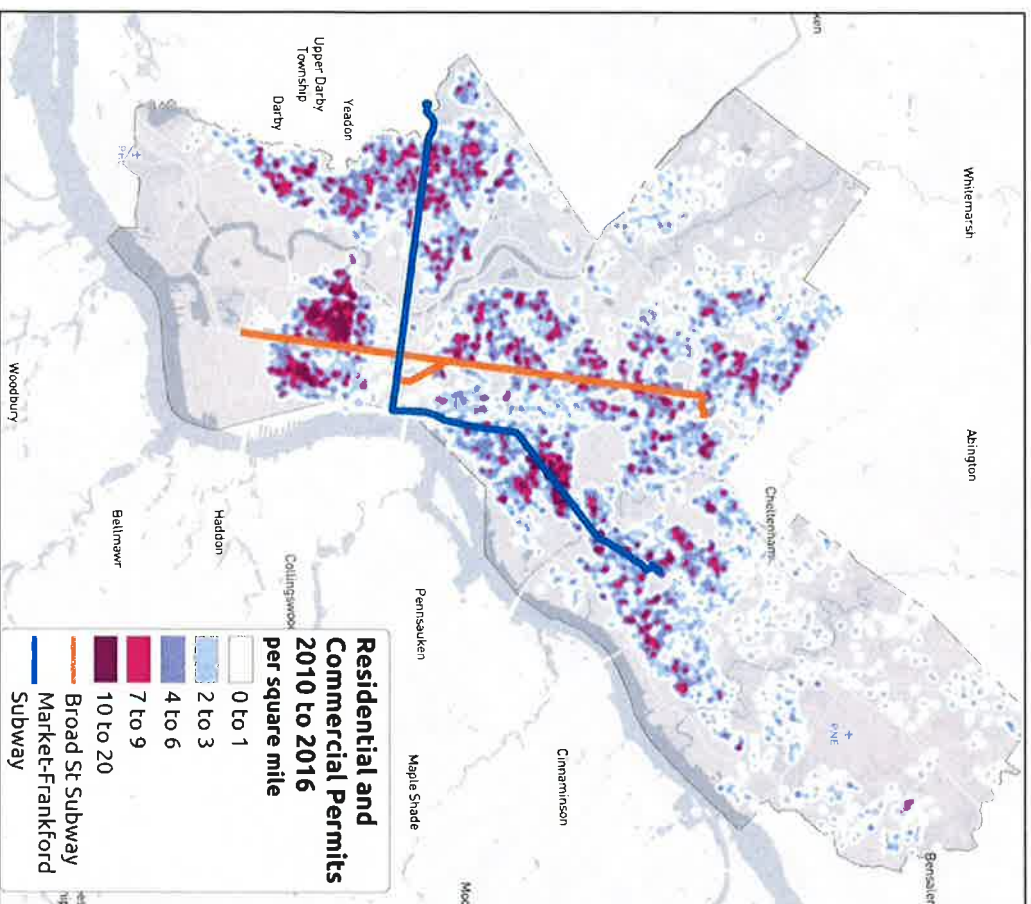 Whitemarsh
Abington
Cheltenham
Upper Darby
Township
Darby
Yeadon
PHL
PNE
Pennsauken
Cinnaminson
Maple Shade
Haddon
Bellmawr
Woodbury
Residential and
Commercial Permits
2010 to 2016
per square mile
0 to 1
2 to 3
4 to 6
7 to 9
10 to 20
Broad St Subway
Market-Frankford
Subway